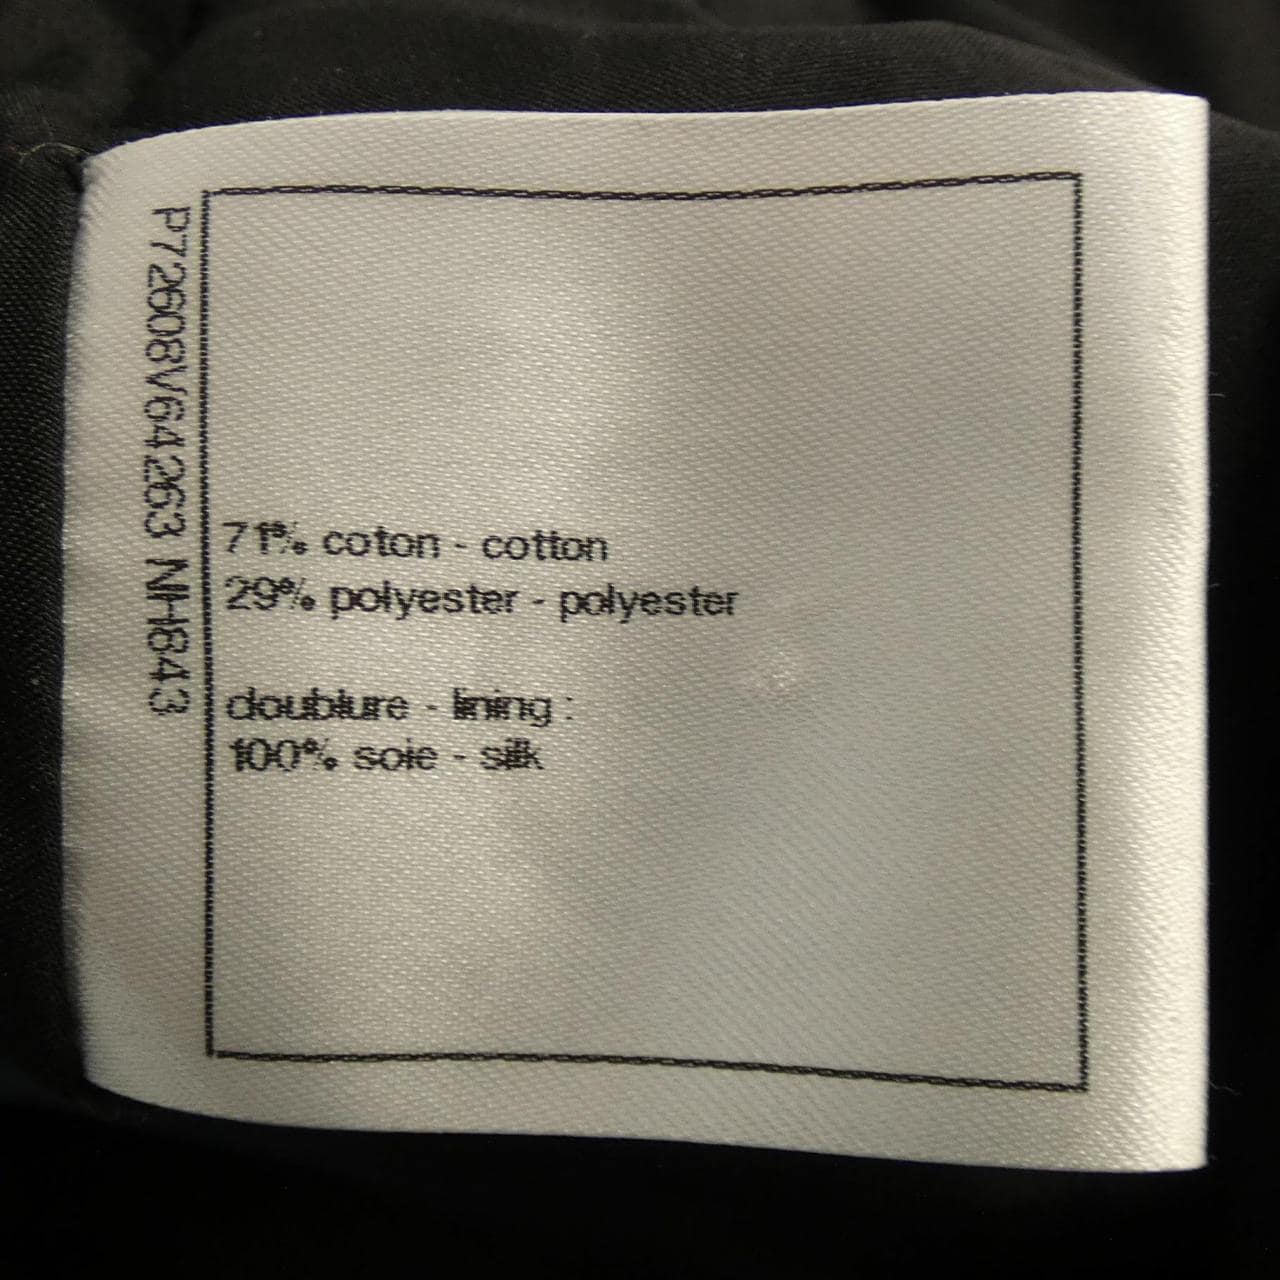 P72608V64263 NH843
71% coton - cotton
29% polyester - polyester
doublure - lining :
100% soie - silk